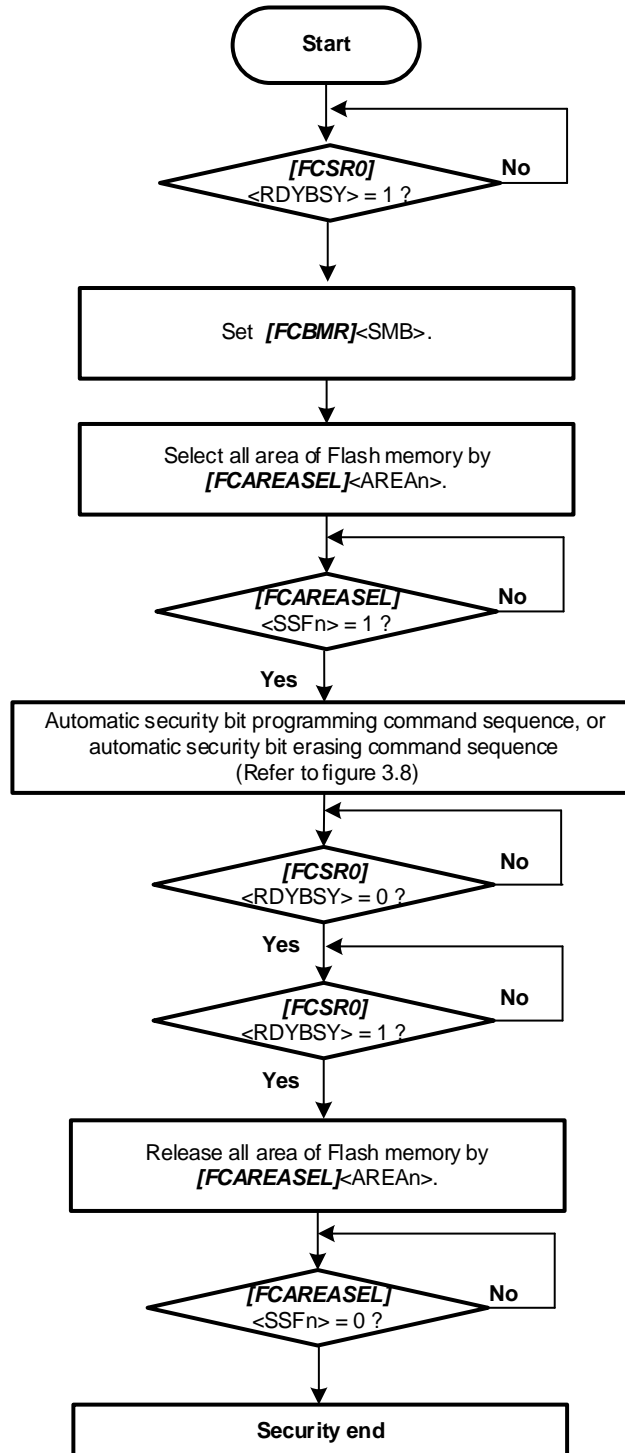 Start
[FCSR0]
<RDYBSY> = 1 ?
No
Set [FCBMR]<SMB>.
Select all area of Flash memory by
[FCAREASEL]<AREAn>.
[FCAREASEL]
<SSFn> = 1 ?
No
Yes
Automatic security bit programming command sequence, or
automatic security bit erasing command sequence
(Refer to figure 3.8)
[FCSR0]
<RDYBSY> = 0 ?
No
Yes
[FCSR0]
<RDYBSY> = 1 ?
No
Yes
Release all area of Flash memory by
[FCAREASEL]<AREAn>.
[FCAREASEL]
<SSFn> = 0 ?
No
Security end